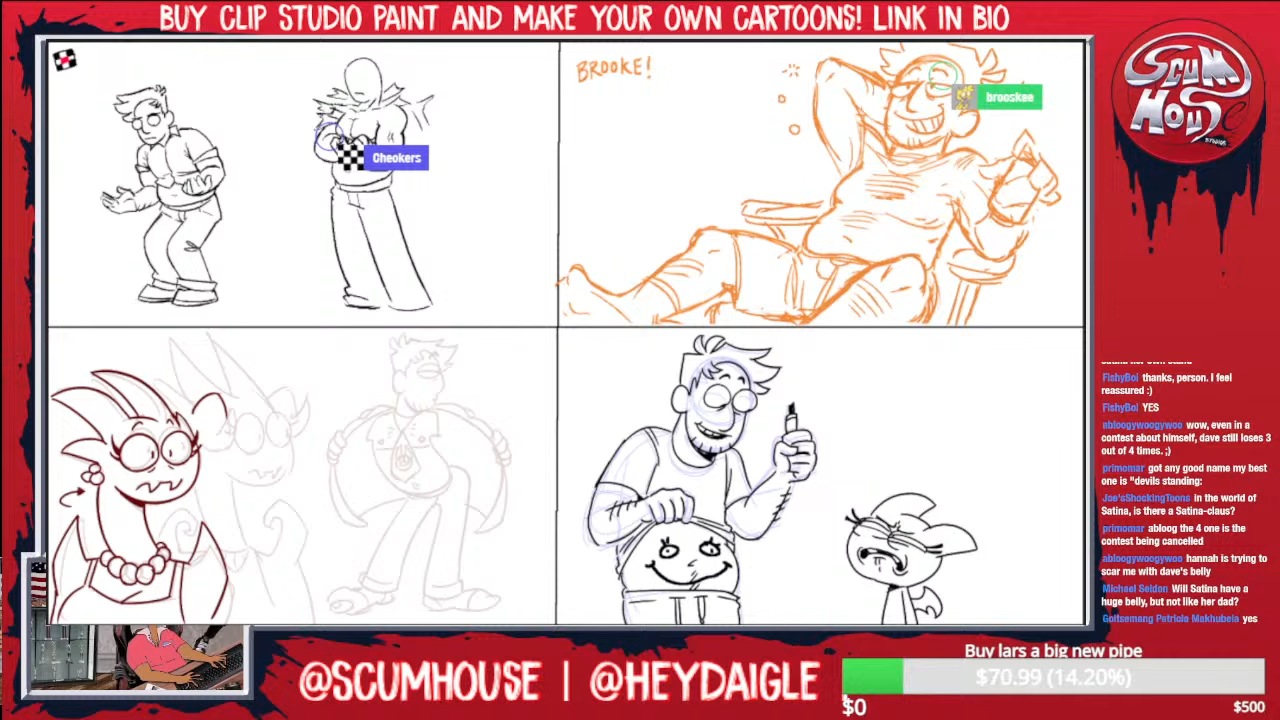 BUY CLIP STUDIO PAINT AND MAKE YOUR OWN CARTOONS! LINK IN BIO
SCUM
HOUSE
STUDIOS
BROOKE!
brooskee
Cheokers
FishyBoi thanks, person. I feel
reassured :)
FishyBoi YES
abloogywoogywoo wow, even in a
contest about himself, dave still loses 3
out of 4 times. ;)
primomar got any good name my best
one is "devils standing:
Joe'sShockingToons in the world of
Satina, is there a Satina-claus?
primomar abloog the 4 one is the
contest being cancelled
abloogywoogywoo hannah is trying to
scar me with dave's belly
Michael Seldon Will Satina have a
huge belly, but not like her dad?
Goitsemang Patricia Makhubela yes
@SCUMHOUSE | @HEYDAIGLE
Buy lars a big new pipe
$70.99 (14.20%)
$0
$500